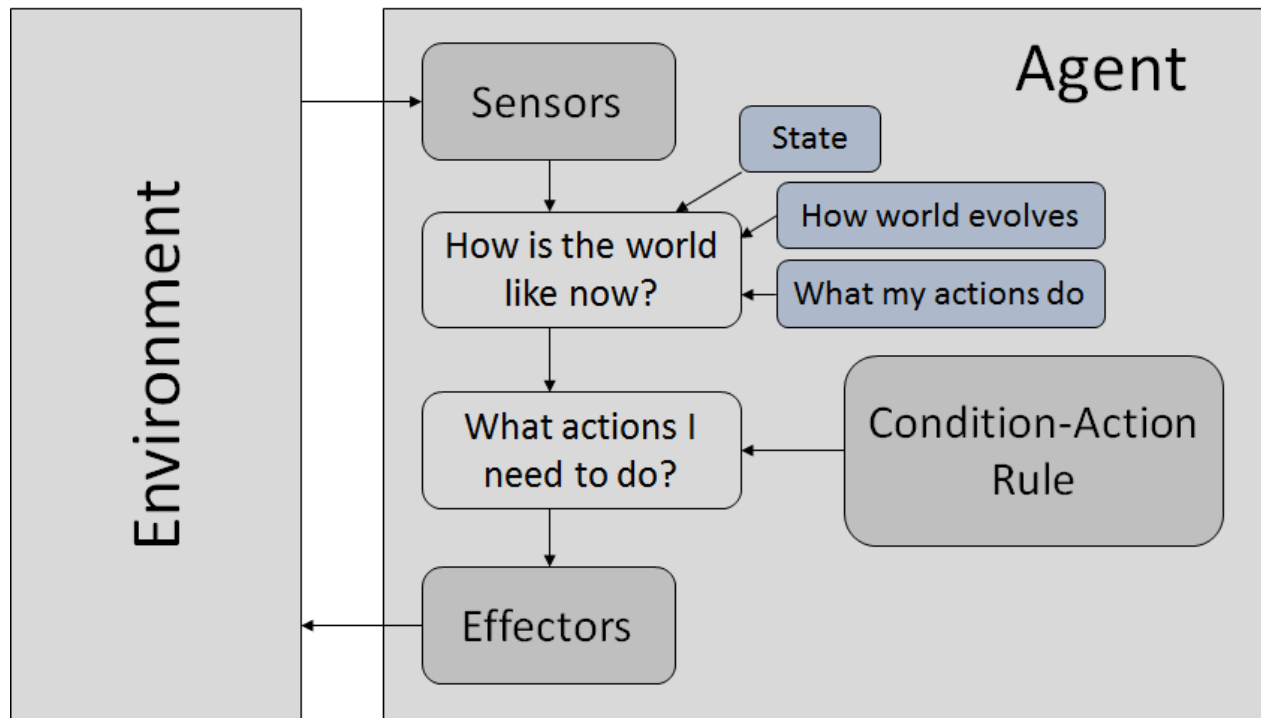 Environment
Agent
Sensors
State
How world evolves
What my actions do
How is the world
like now?
What actions I
need to do?
Condition-Action
Rule
Effectors